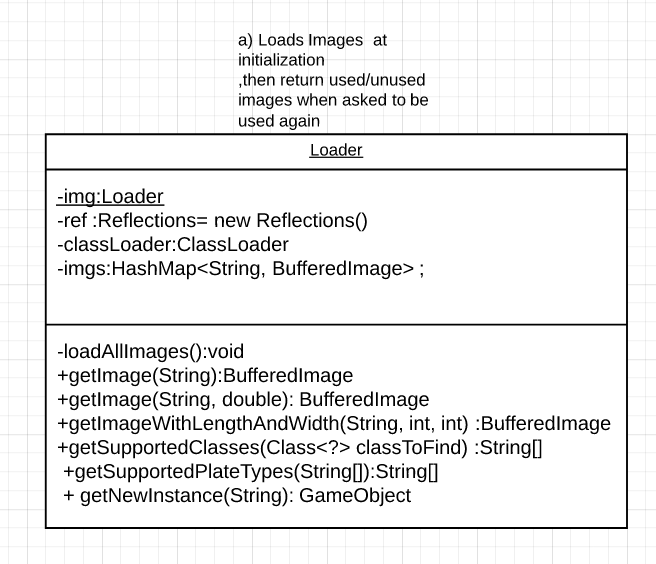 a) Loads Images  at
initialization
,then return used/unused
images when asked to be
used again
Loader
-img:Loader
-ref :Reflections= new Reflections()
-classLoader:ClassLoader
-imgs:HashMap<String, BufferedImage> ;
-loadAllImages():void
+getImage(String):BufferedImage
+getImage(String, double): BufferedImage
+getImageWithLengthAndWidth(String, int, int) :BufferedImage
+getSupportedClasses(Class<?> classToFind) :String[]
+getSupportedPlateTypes(String[]):String[]
+ getNewInstance(String): GameObject